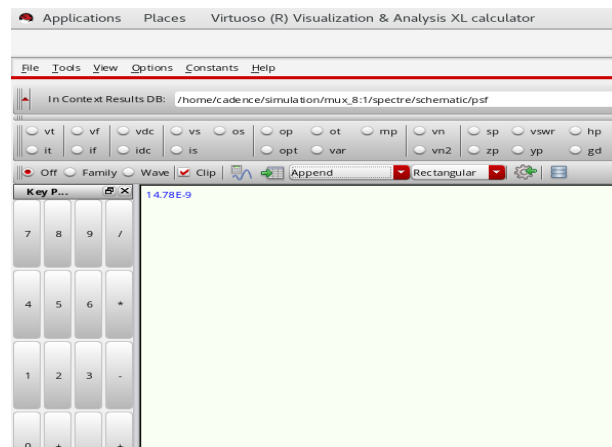 Applications Places Virtuoso (R) Visualization & Analysis XL calculator
File Tools View Options Constants Help
In Context Results DB: /home/cadence/simulation/mux_8:1/spectre/schematic/psf
vt vf vdc vs os op ot mp vn sp vswr hp
it if idc is opt var vn2 zp yp gd
Off Family Wave Clip Append Rectangular
Key P...
14.78E-9
7 8 9 /
4 5 6 *
1 2 3 -